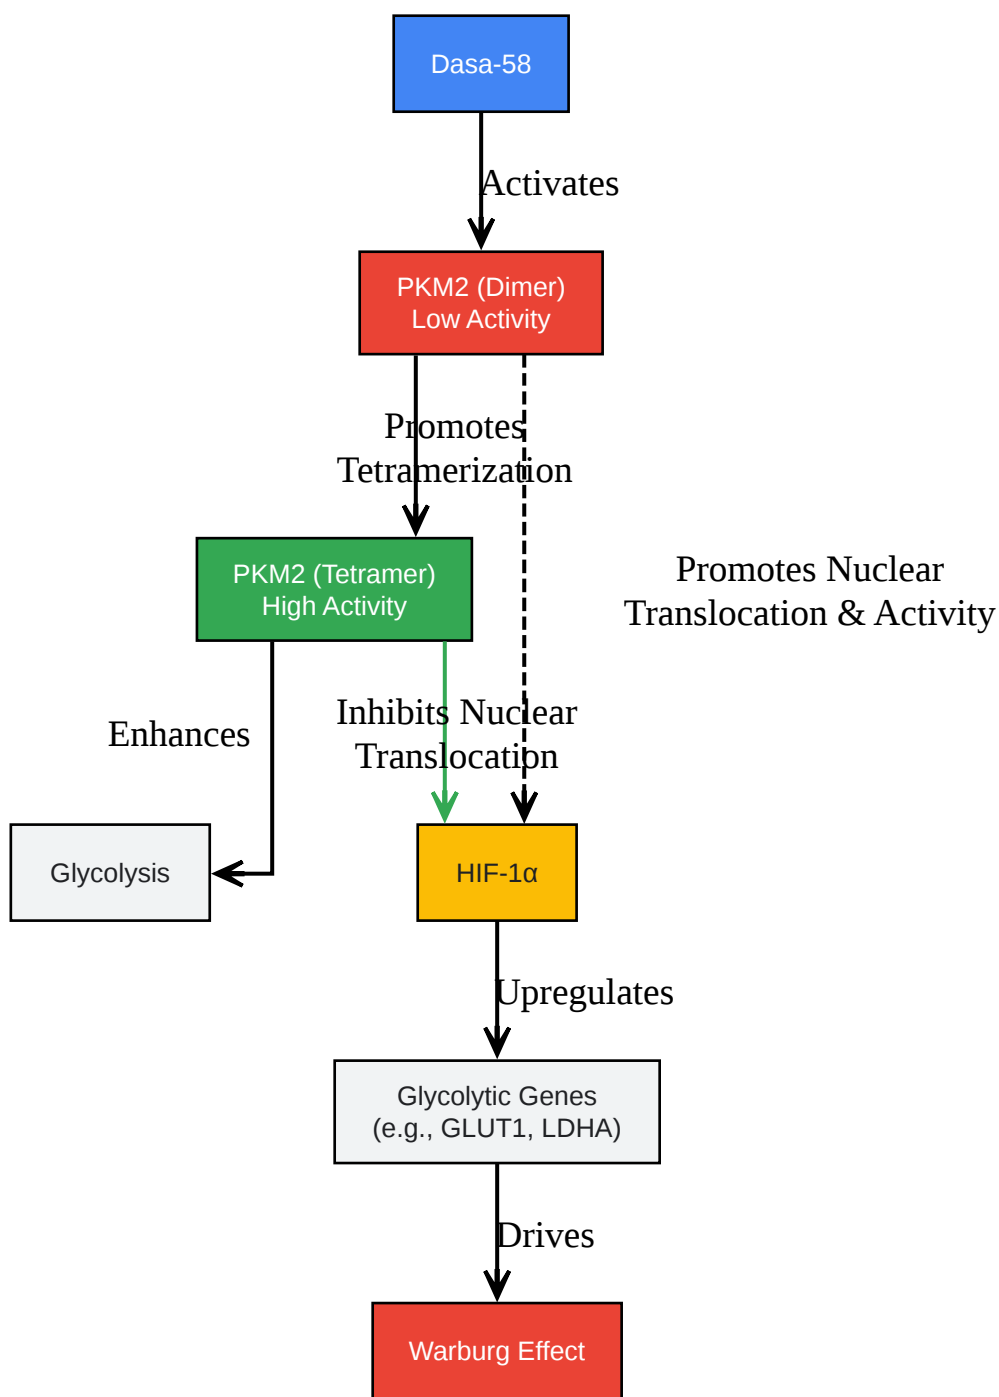 Dasa-58
Activates
PKM2 (Dimer)
Low Activity
Promotes
Tetramerization
PKM2 (Tetramer)
High Activity
Promotes Nuclear
Translocation & Activity
Enhances
Inhibits Nuclear
Translocation
Glycolysis
HIF-1α
Upregulates
Glycolytic Genes
(e.g., GLUT1, LDHA)
Drives
Warburg Effect